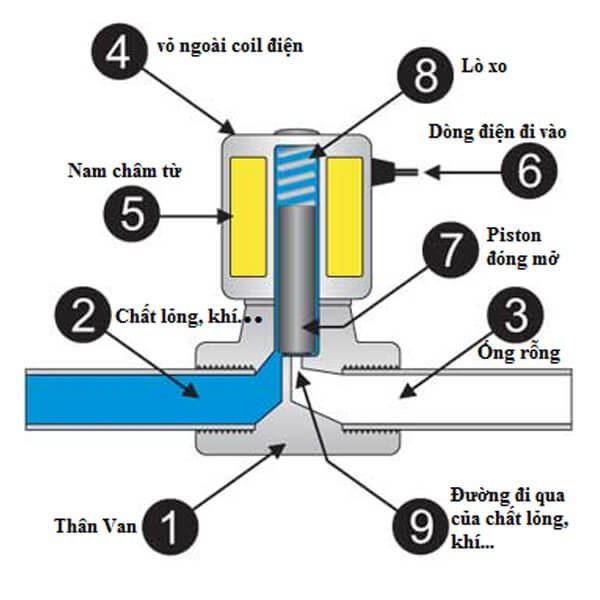 4
vỏ ngoài coil điện
8
Lò xo
Dòng điện đi vào
6
Nam châm từ
5
7
Piston
đóng mở
2
Chất lỏng, khí...
3
Óng rỗng
Thân Van
1
9
Đường đi qua
của chất lỏng,
khí...